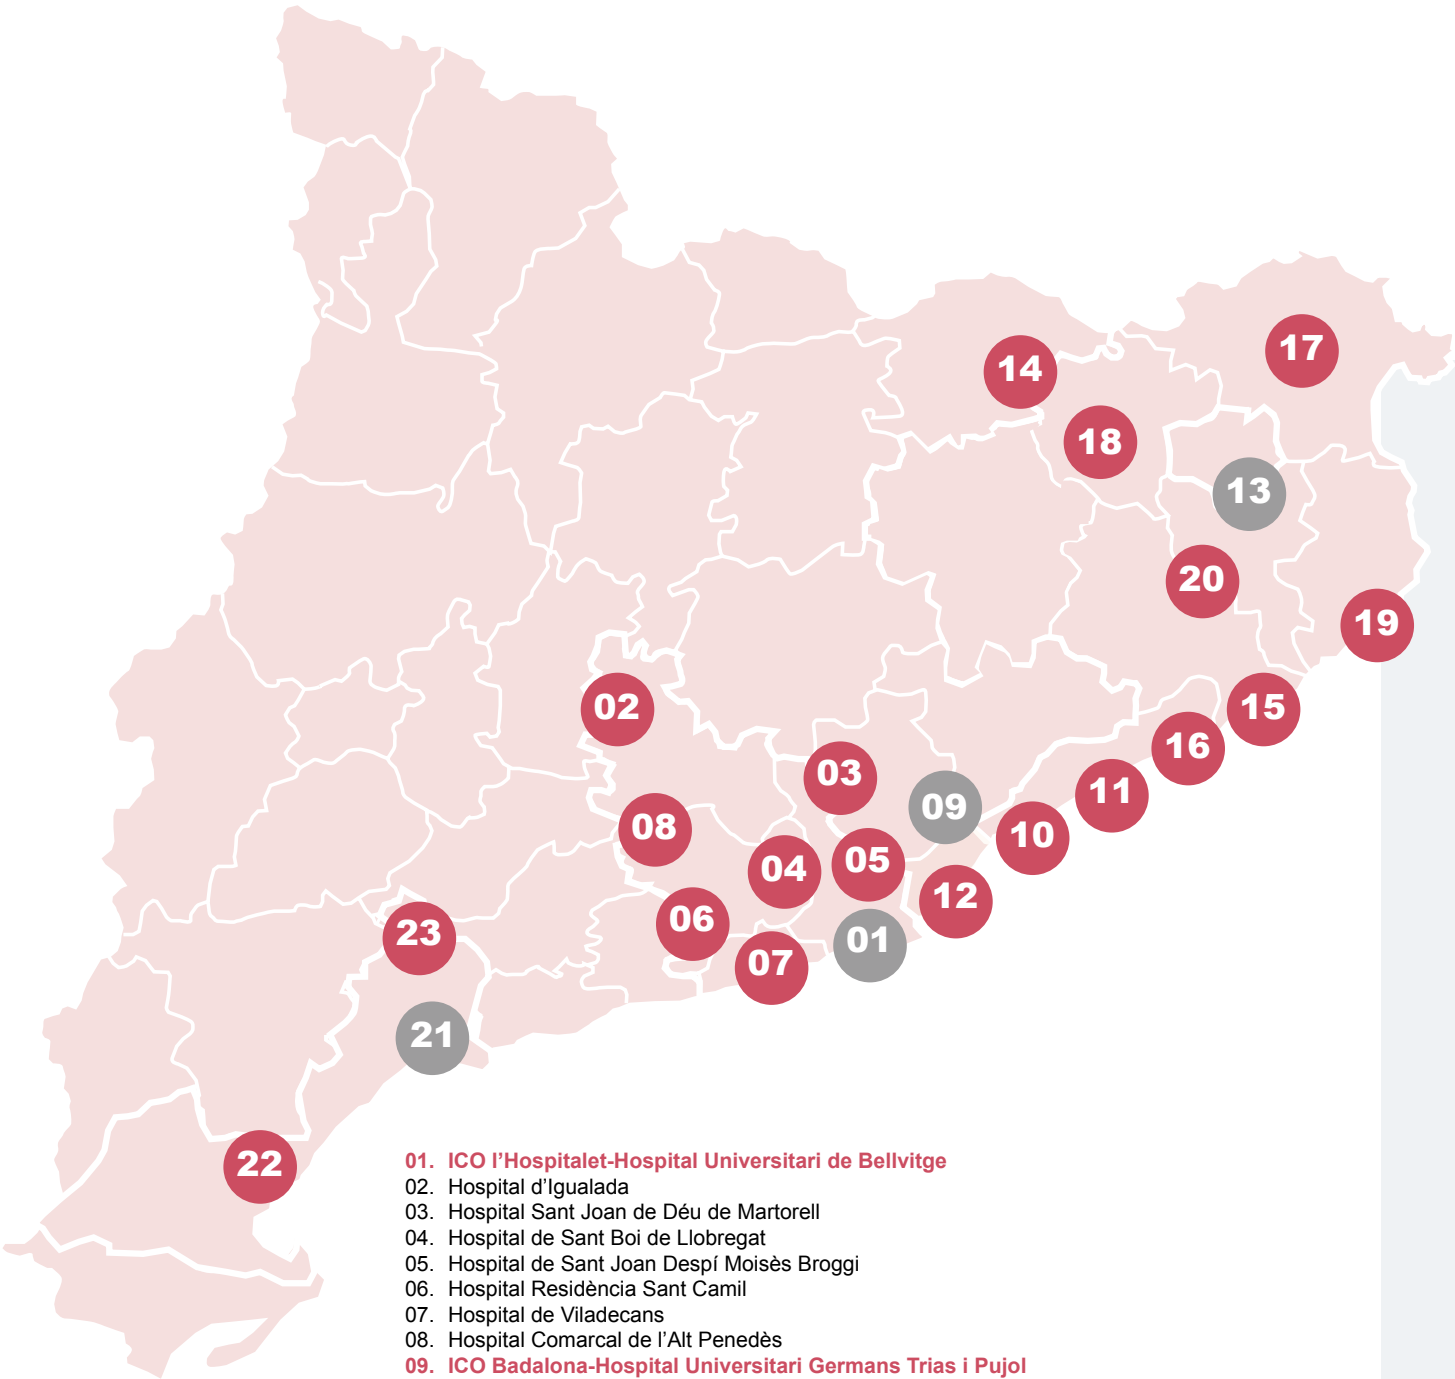 17
14
18
13
20
19
02
15
16
03
11
09
08
10
05
04
12
06
23
01
07
21
22
01. ICO l’Hospitalet-Hospital Universitari de Bellvitge
02. Hospital d’Igualada
03. Hospital Sant Joan de Déu de Martorell
04. Hospital de Sant Boi de Llobregat
05. Hospital de Sant Joan Despí Moisès Broggi
06. Hospital Residència Sant Camil
07. Hospital de Viladecans
08. Hospital Comarcal de l’Alt Penedès
09. ICO Badalona-Hospital Universitari Germans Trias i Pujol